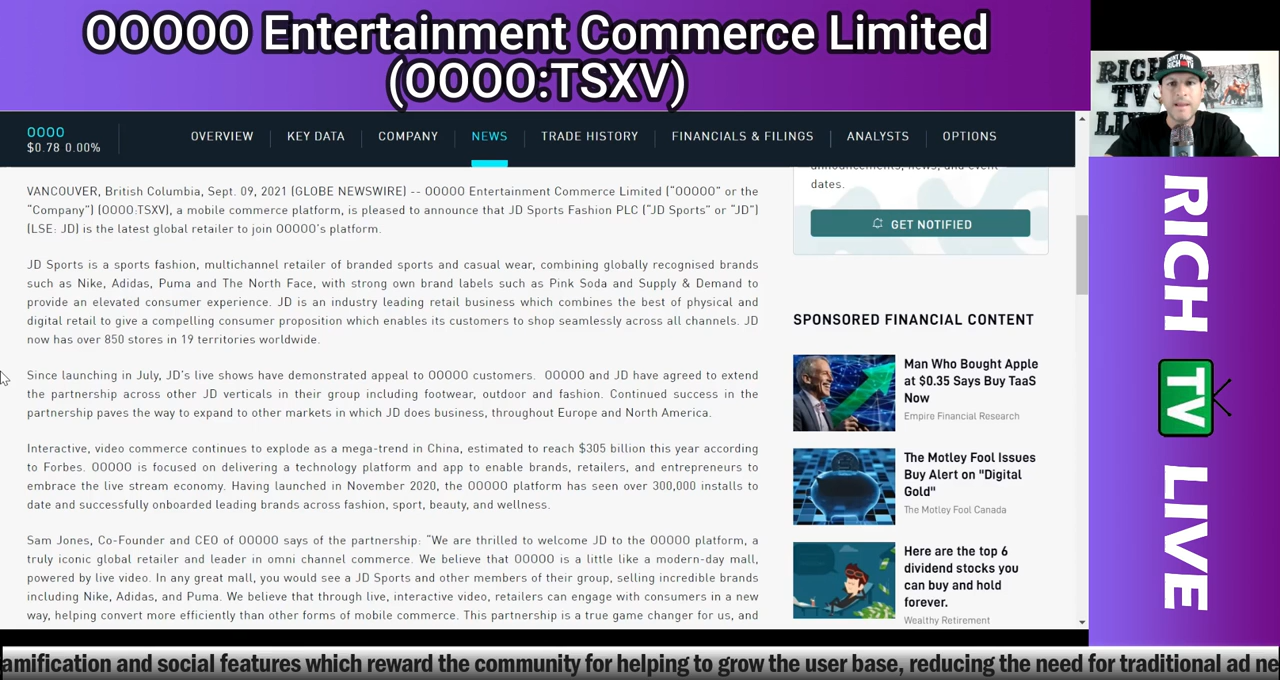 OOOOO Entertainment Commerce Limited
(OOOO:TSXV)
OOOO
$0.78 0.00%
OVERVIEW
KEY DATA
COMPANY
NEWS
TRADE HISTORY
FINANCIALS & FILINGS
ANALYSTS
OPTIONS
VANCOUVER, British Columbia, Sept. 09, 2021 (GLOBE NEWSWIRE) -- OOOOO Entertainment Commerce Limited ("OOOOO" or the
"Company") (OOOO:TSXV), a mobile commerce platform, is pleased to announce that JD Sports Fashion PLC ("JD Sports" or "JD")
(LSE: JD) is the latest global retailer to join OOOOO's platform.
JD Sports is a sports fashion, multichannel retailer of branded sports and casual wear, combining globally recognised brands
such as Nike, Adidas, Puma and The North Face, with strong own brand labels such as Pink Soda and Supply & Demand to
provide an elevated consumer experience. JD is an industry leading retail business which combines the best of physical and
digital retail to give a compelling consumer proposition which enables its customers to shop seamlessly across all channels. JD
now has over 850 stores in 19 territories worldwide.
Since launching in July, JD's live shows have demonstrated appeal to OOOOO customers. OOOOO and JD have agreed to extend
the partnership across other JD verticals in their group including footwear, outdoor and fashion. Continued success in the
partnership paves the way to expand to other markets in which JD does business, throughout Europe and North America.
Interactive, video commerce continues to explode as a mega-trend in China, estimated to reach $305 billion this year according
to Forbes. OOOOO is focused on delivering a technology platform and app to enable brands, retailers, and entrepreneurs to
embrace the live stream economy. Having launched in November 2020, the OOOOO platform has seen over 300,000 installs to
date and successfully onboarded leading brands across fashion, sport, beauty, and wellness.
Sam Jones, Co-Founder and CEO of OOOOO says of the partnership: "We are thrilled to welcome JD to the OOOOO platform, a
truly iconic global retailer and leader in omni channel commerce. We believe that OOOOO is a little like a modern-day mall,
powered by live video. In any great mall, you would see a JD Sports and other members of their group, selling incredible brands
including Nike, Adidas, and Puma. We believe that through live, interactive video, retailers can engage with consumers in a new
way, helping convert more efficiently than other forms of mobile commerce. This partnership is a true game changer for us, and
announcements, news, and event
dates.
GET NOTIFIED
SPONSORED FINANCIAL CONTENT
Man Who Bought Apple
at $0.35 Says Buy TaaS
Now
Empire Financial Research
The Motley Fool Issues
Buy Alert on "Digital
Gold"
The Motley Fool Canada
Here are the top 6
dividend stocks you
can buy and hold
forever.
Wealthy Retirement
RICH
TV
LIVE
RICH
TV
LIVE
amification and social features which reward the community for helping to grow the user base, reducing the need for traditional ad ne